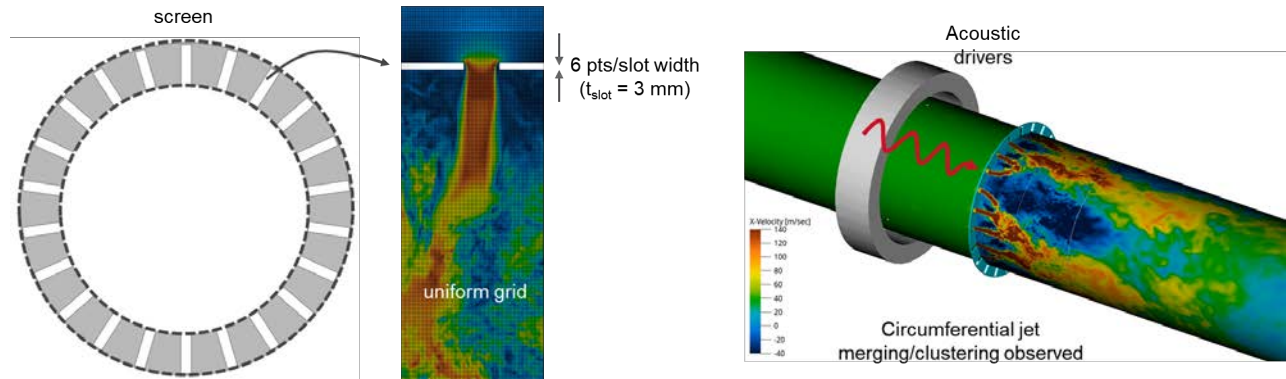 screen
6 pts/slot width
(t_slot = 3 mm)
uniform grid
Acoustic
drivers
X-Velocity [m/sec]
140
120
100
80
60
40
20
0
-20
-40
Circumferential jet
merging/clustering observed